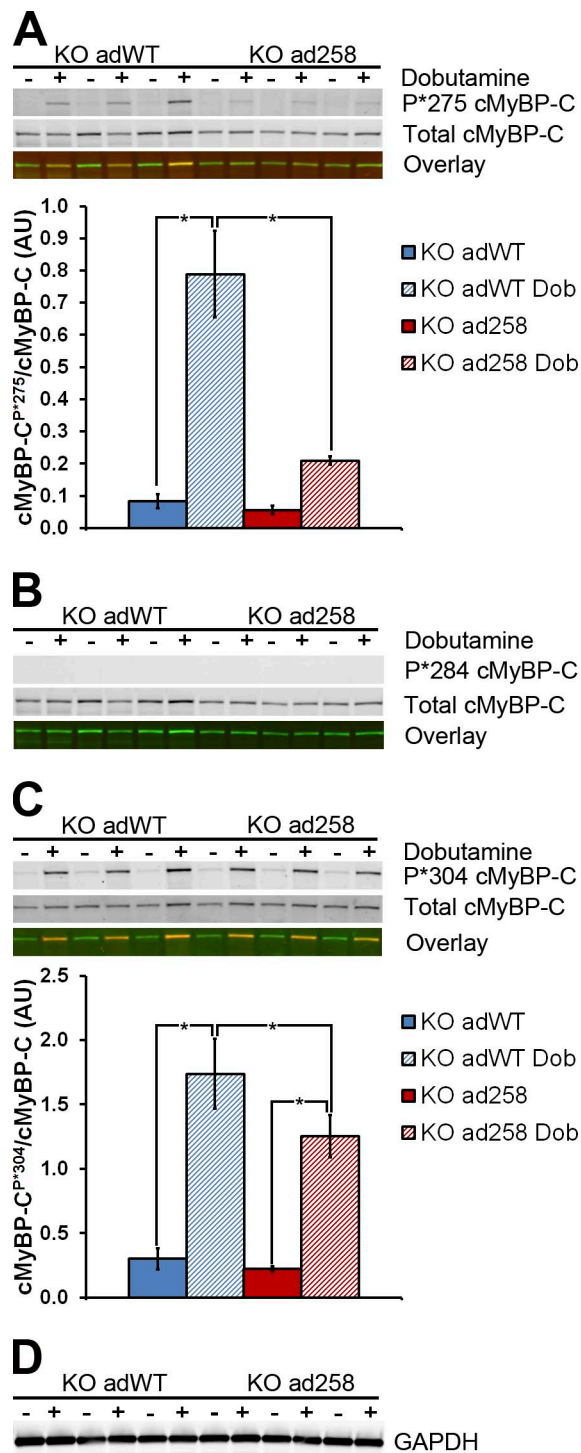 A
KO adWT KO ad258
- + - + - + - + - + - + Dobutamine
P*275 cMyBP-C
Total cMyBP-C
Overlay
cMyBP-CP*275/cMyBP-C (AU)
1.0
0.9
0.8
0.7
0.6
0.5
0.4
0.3
0.2
0.1
0.0
* *
KO adWT
KO adWT Dob
KO ad258
KO ad258 Dob
B
KO adWT KO ad258
- + - + - + - + - + - + Dobutamine
P*284 cMyBP-C
Total cMyBP-C
Overlay
C
KO adWT KO ad258
- + - + - + - + - + - + Dobutamine
P*304 cMyBP-C
Total cMyBP-C
Overlay
cMyBP-CP*304/cMyBP-C (AU)
2.5
2.0
1.5
1.0
0.5
0.0
* *
*
KO adWT
KO adWT Dob
KO ad258
KO ad258 Dob
D
KO adWT KO ad258
- + - + - + - + - + - +
GAPDH